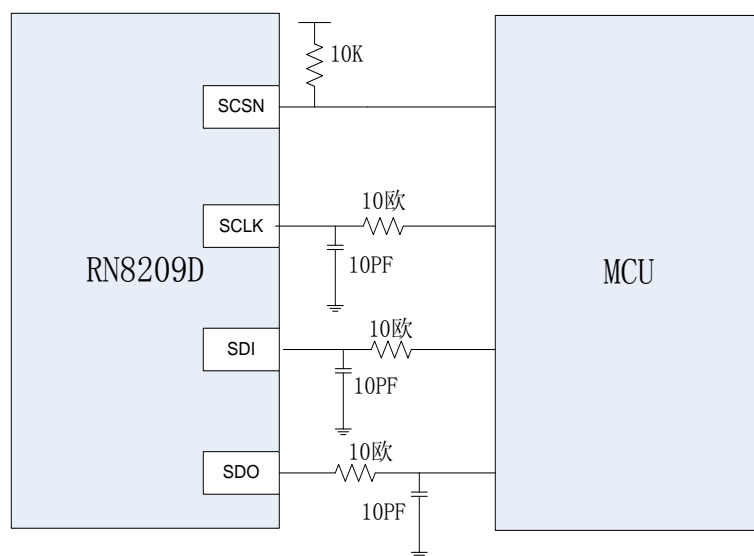 10K
SCSN
10欧
SCLK
10PF
RN8209D
MCU
10欧
SDI
10PF
10欧
SDO
10PF